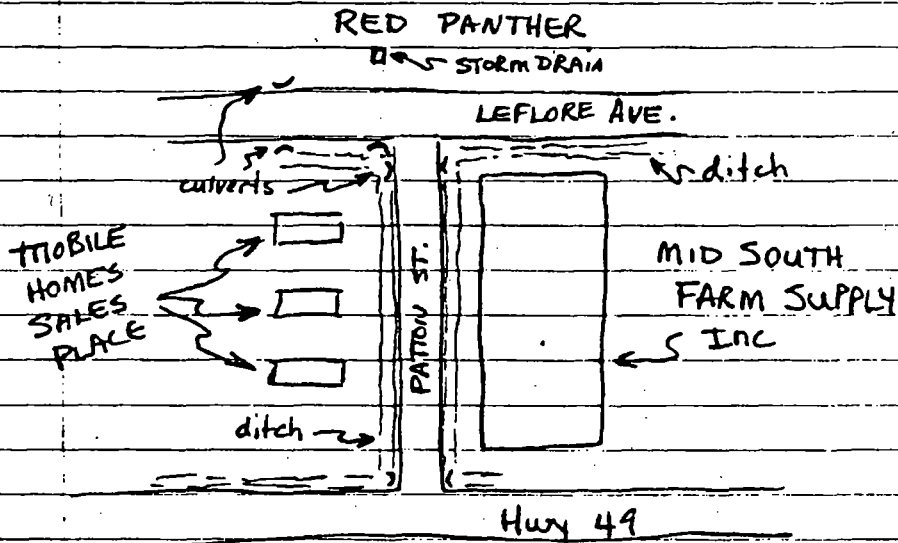 RED PANTHER
STORM DRAIN
LEFLORE AVE.
culverts
ditch
MOBILE
HOMES
SALES
PLACE
PATTON ST.
MID SOUTH
FARM SUPPLY
Inc
ditch
Hwy 49